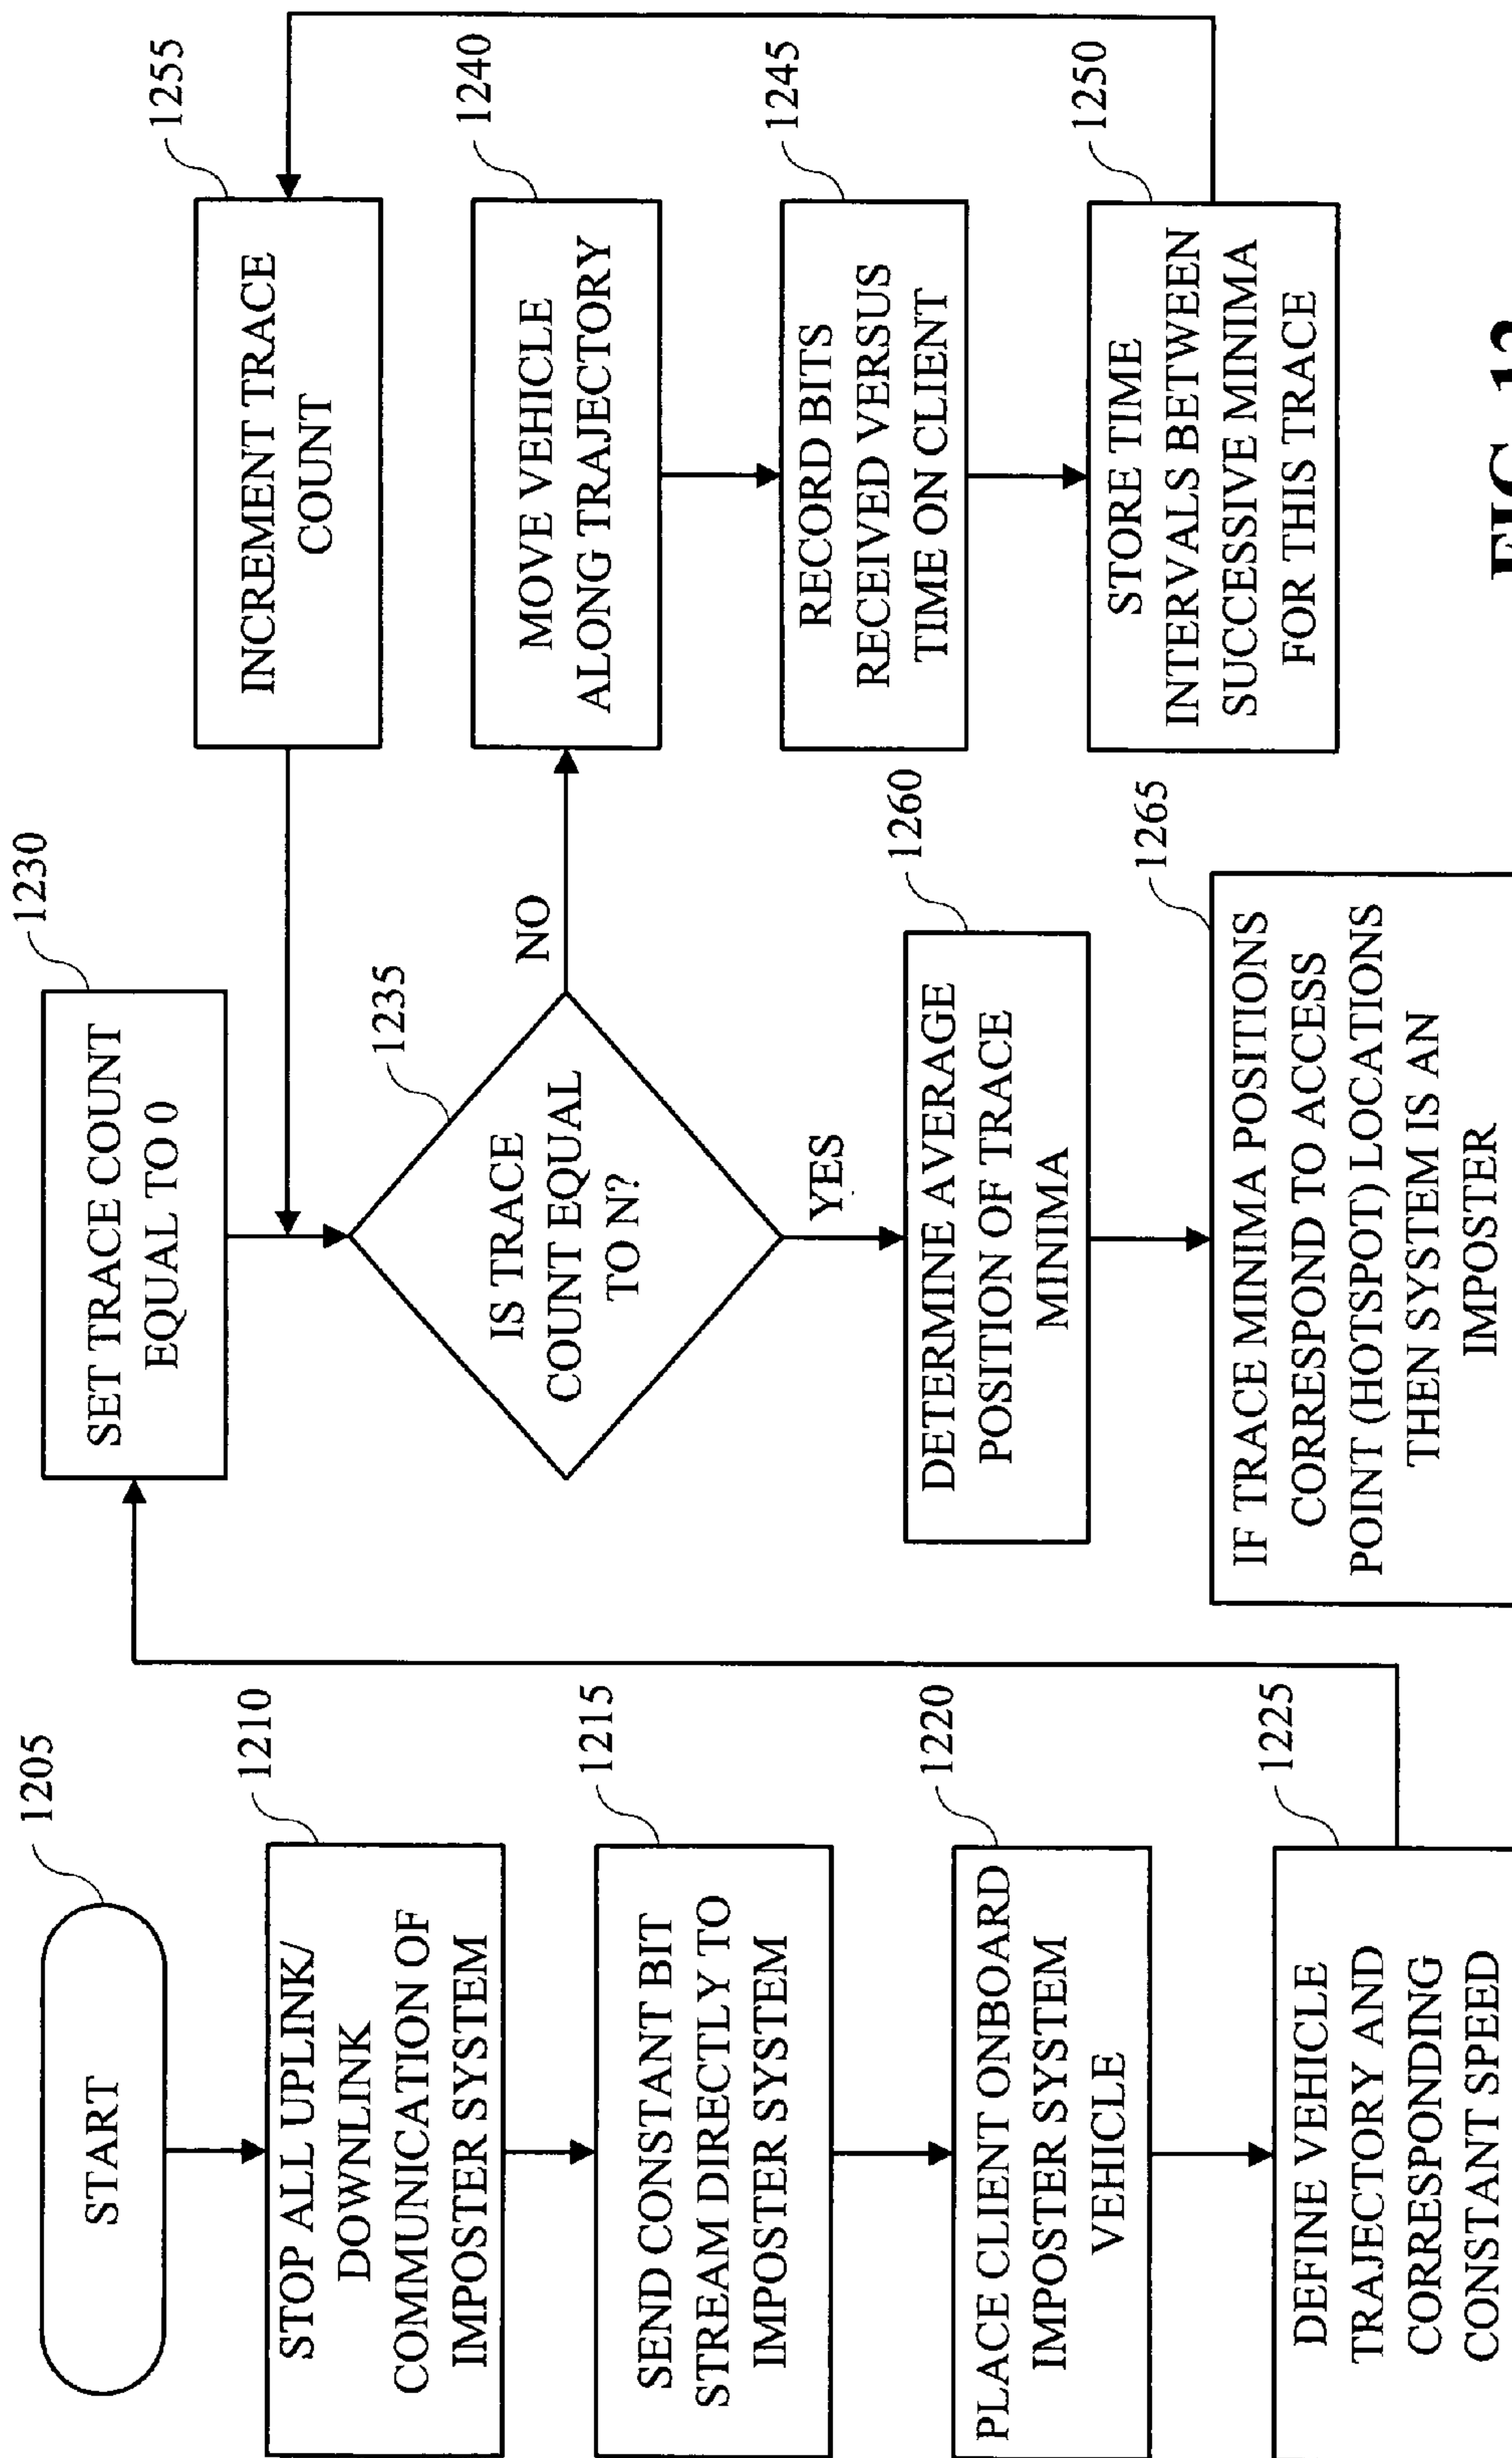 START
1205
STOP ALL UPLINK/
DOWNLINK
COMMUNICATION OF
IMPOSTER SYSTEM
1210
SEND CONSTANT BIT
STREAM DIRECTLY TO
IMPOSTER SYSTEM
1215
PLACE CLIENT ONBOARD
IMPOSTER SYSTEM
VEHICLE
1220
DEFINE VEHICLE
TRAJECTORY AND
CORRESPONDING
CONSTANT SPEED
1225
SET TRACE COUNT
EQUAL TO 0
1230
IS TRACE
COUNT EQUAL
TO N?
1235
NO
YES
DETERMINE AVERAGE
POSITION OF TRACE
MINIMA
1260
IF TRACE MINIMA POSITIONS
CORRESPOND TO ACCESS
POINT (HOTSPOT) LOCATIONS
THEN SYSTEM IS AN
IMPOSTER
1265
INCREMENT TRACE
COUNT
1255
MOVE VEHICLE
ALONG TRAJECTORY
1240
RECORD BITS
RECEIVED VERSUS
TIME ON CLIENT
1245
STORE TIME
INTERVALS BETWEEN
SUCCESSIVE MINIMA
FOR THIS TRACE
1250
FIG.